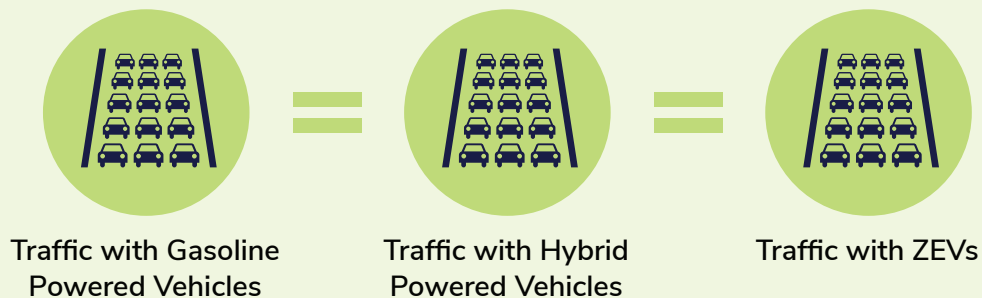 Traffic with Gasoline
Powered Vehicles
Traffic with Hybrid
Powered Vehicles
Traffic with ZEVs